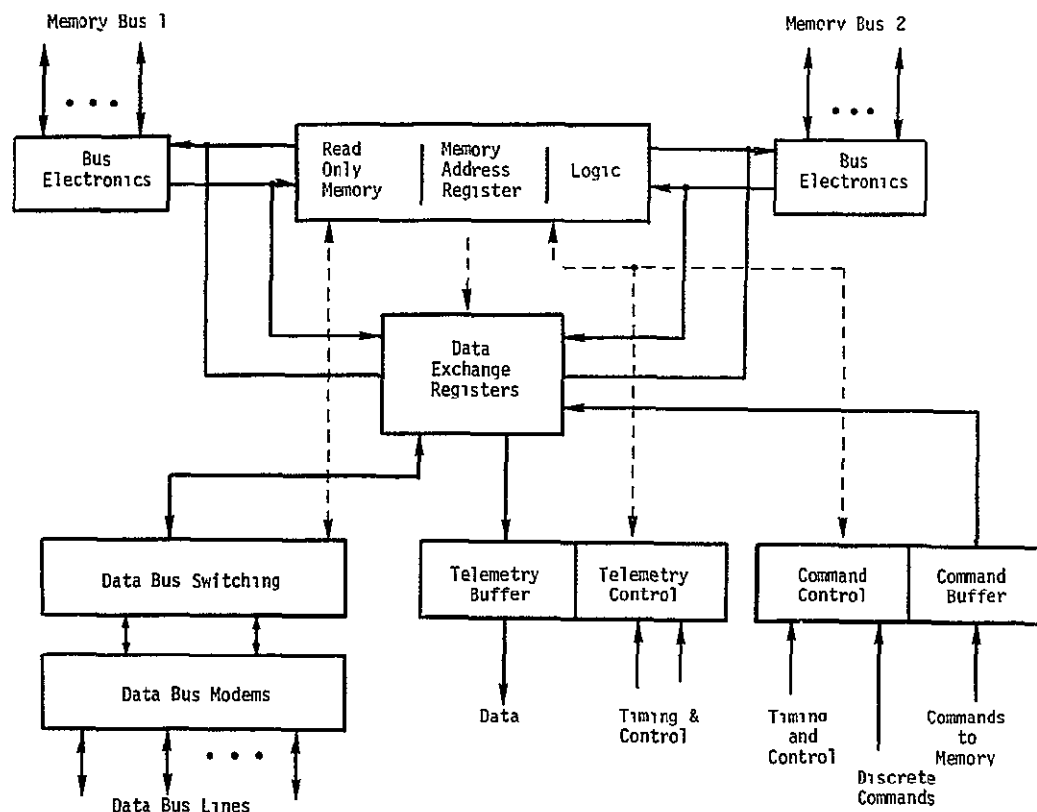 Memory Bus 1
Memory Bus 2
Bus
Electronics
Read
Only
Memory
Memory
Address
Register
Logic
Bus
Electronics
Data
Exchange
Registers
Data Bus Switching
Telemetry
Buffer
Telemetry
Control
Command
Control
Command
Buffer
Data Bus Modems
Data
Timing &
Control
Timing
and
Control
Discrete
Commands
Commands
to
Memory
Data Bus Lines